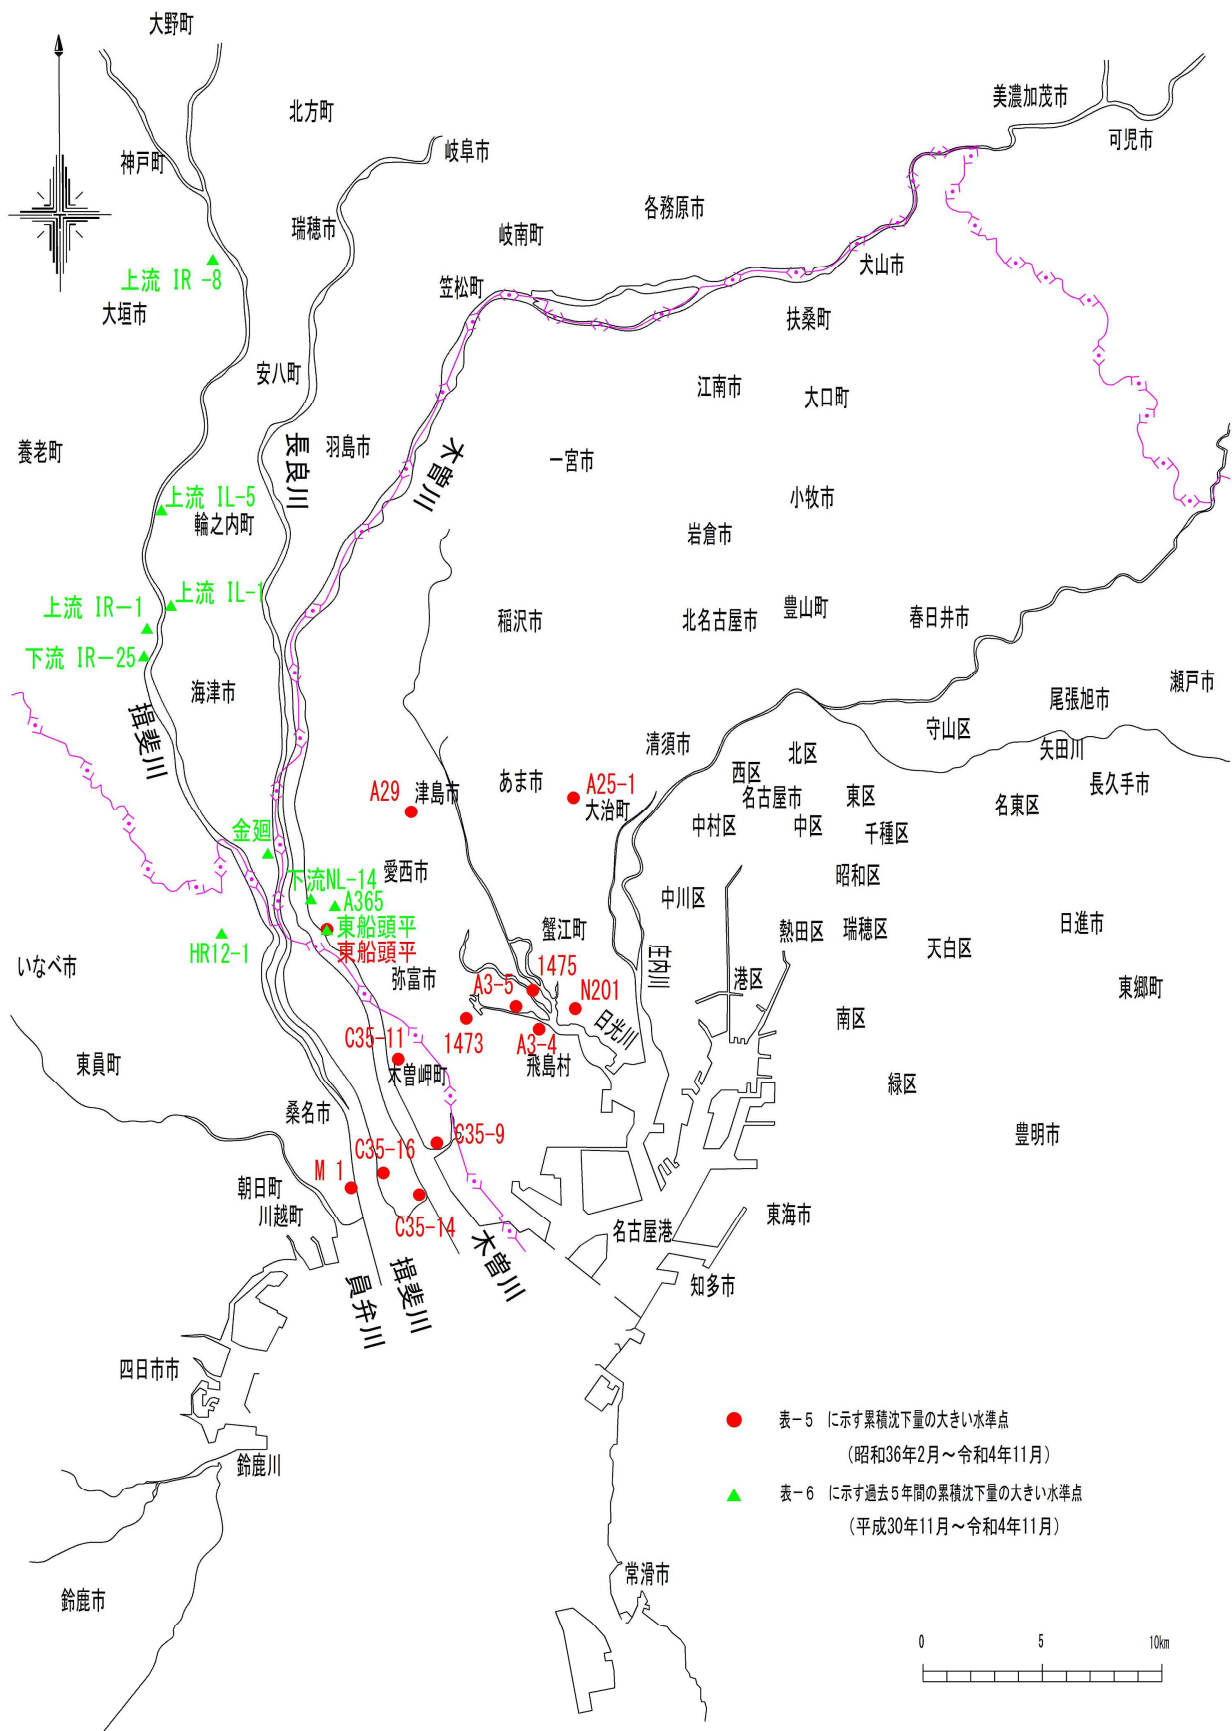 大野町
北方町
美濃加茂市
可児市
神戸町
岐阜市
瑞穂市
各務原市
岐南町
上流 IR -8
犬山市
笠松町
大垣市
扶桑町
安八町
江南市
大口町
養老町
長良川
羽島市
木曽川
一宮市
上流 IL-5
小牧市
輪之内町
岩倉市
上流 IL-1
上流 IR-1
稲沢市
北名古屋市
豊山町
春日井市
下流 IR-25
海津市
瀬戸市
尾張旭市
揖斐川
守山区
清須市
北区
矢田川
西区
あま市
A25-1
A29
津島市
大治町
名古屋市
東区
名東区
長久手市
中村区
中区
千種区
金廻
愛西市
昭和区
下流NL-14
A365
中川区
東船頭平
東船頭平
蟹江町
熱田区
瑞穂区
日進市
HR12-1
庄内川
天白区
いなべ市
弥富市
1475
港区
東郷町
A3-5
N201
日光川
南区
C35-11
1473
A3-4
東員町
木曽岬町
飛島村
緑区
桑名市
豊明市
C35-9
C35-16
M 1
朝日町
川越町
C35-14
東海市
名古屋港
木曽川
揖斐川
員弁川
知多市
四日市市
表－５ に示す累積沈下量の大きい水準点
（昭和36年2月～令和4年11月）
鈴鹿川
表－６ に示す過去５年間の累積沈下量の大きい水準点
（平成30年11月～令和4年11月）
常滑市
鈴鹿市
0 5 10km